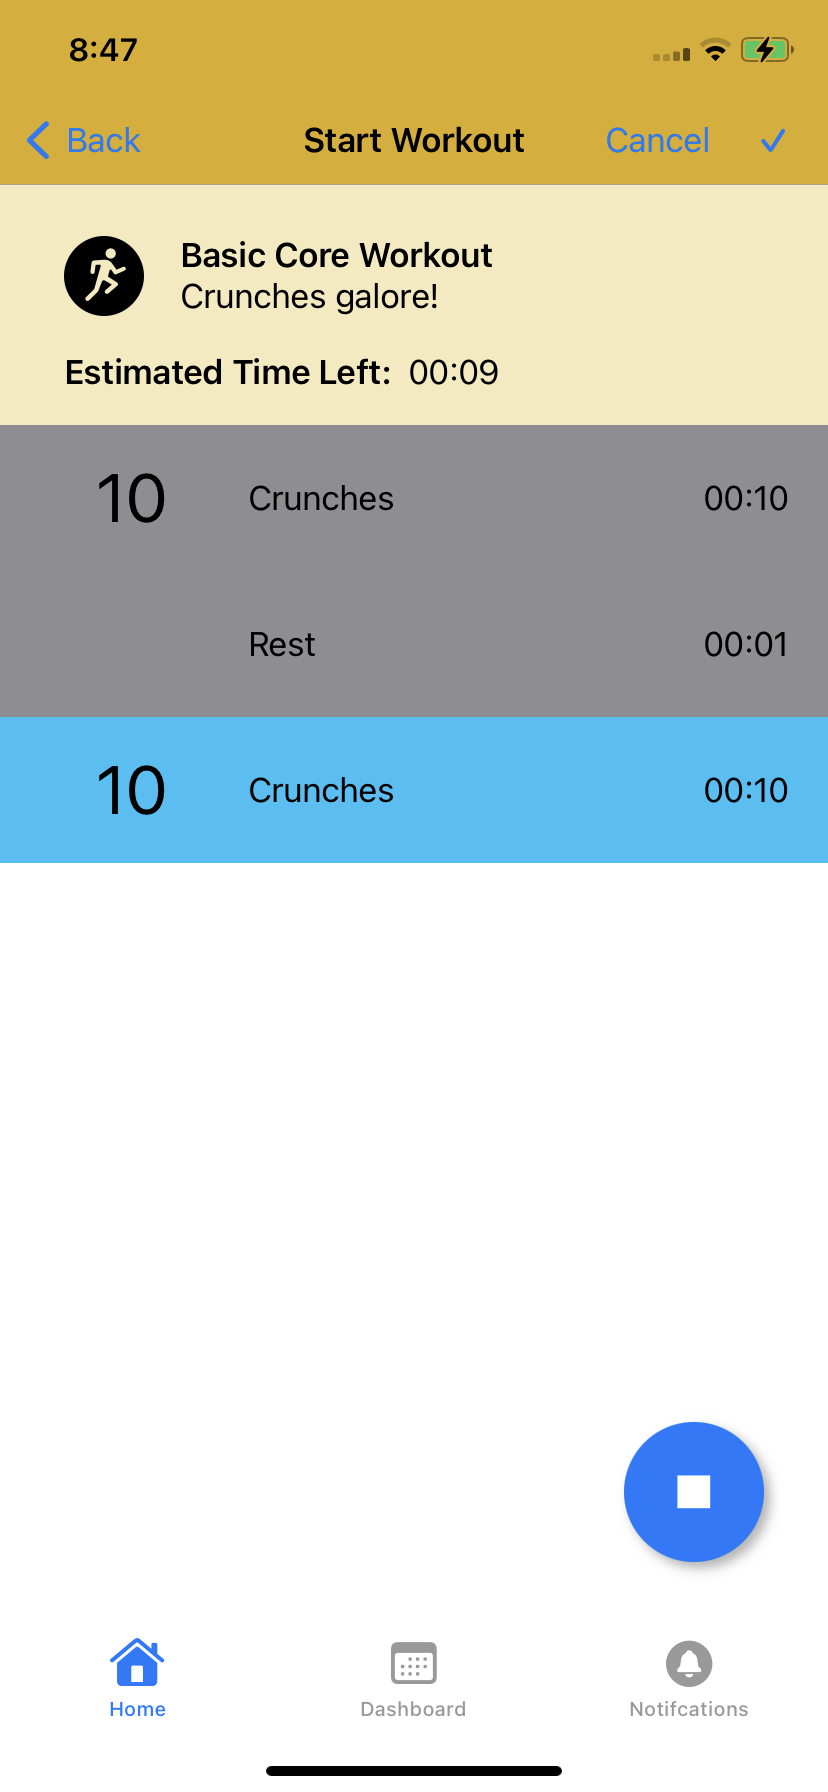 8:47
Back Start Workout Cancel
Basic Core Workout
Crunches galore!
Estimated Time Left: 00:09
10 Crunches 00:10
Rest 00:01
10 Crunches 00:10
Home Dashboard Notifcations